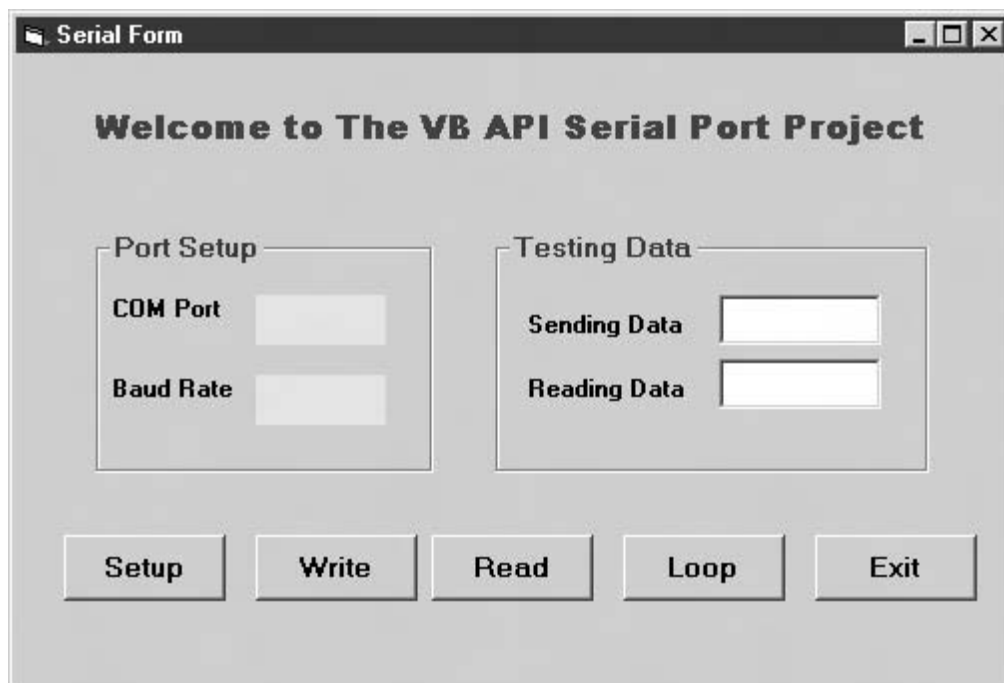 Serial Form
Welcome to The VB API Serial Port Project
Port Setup
COM Port
Baud Rate
Testing Data
Sending Data
Reading Data
Setup Write Read Loop Exit